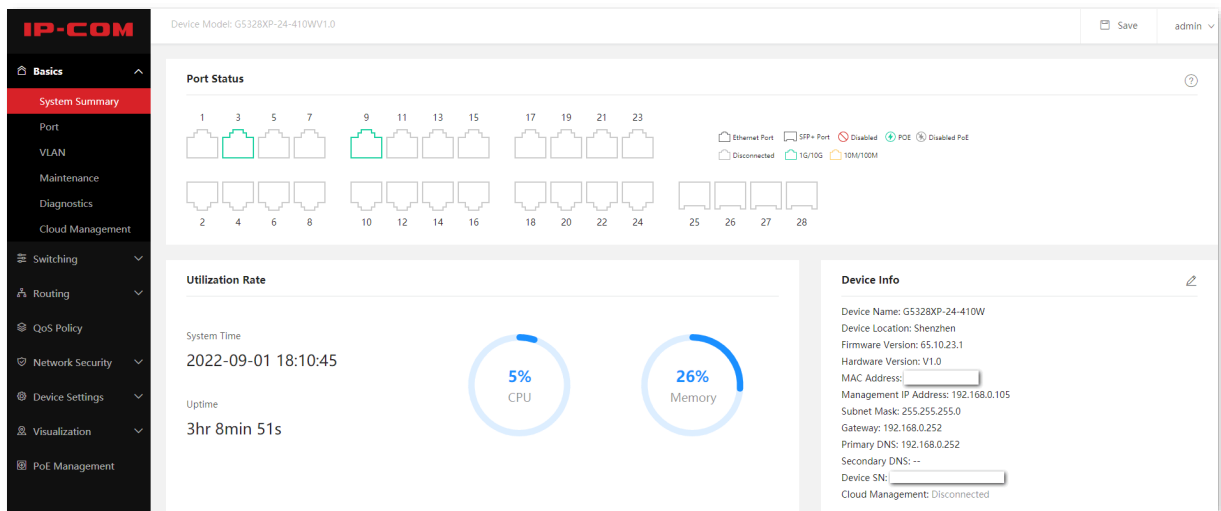 IP-COM
Device Model: G5328XP-24-410WV1.0
Save
admin
Basics
System Summary
Port
VLAN
Maintenance
Diagnostics
Cloud Management
Switching
Routing
QoS Policy
Network Security
Device Settings
Visualization
PoE Management
Port Status
?
1 3 5 7 9 11 13 15 17 19 21 23
Ethernet Port SFP+ Port Disabled POE Disabled PoE
Disconnected 1G/10G 10M/100M
2 4 6 8 10 12 14 16 18 20 22 24 25 26 27 28
Utilization Rate
System Time
2022-09-01 18:10:45
Uptime
3hr 8min 51s
5%
CPU
26%
Memory
Device Info
Device Name: G5328XP-24-410W
Device Location: Shenzhen
Firmware Version: 65.10.23.1
Hardware Version: V1.0
MAC Address:
Management IP Address: 192.168.0.105
Subnet Mask: 255.255.255.0
Gateway: 192.168.0.252
Primary DNS: 192.168.0.252
Secondary DNS: --
Device SN:
Cloud Management: Disconnected